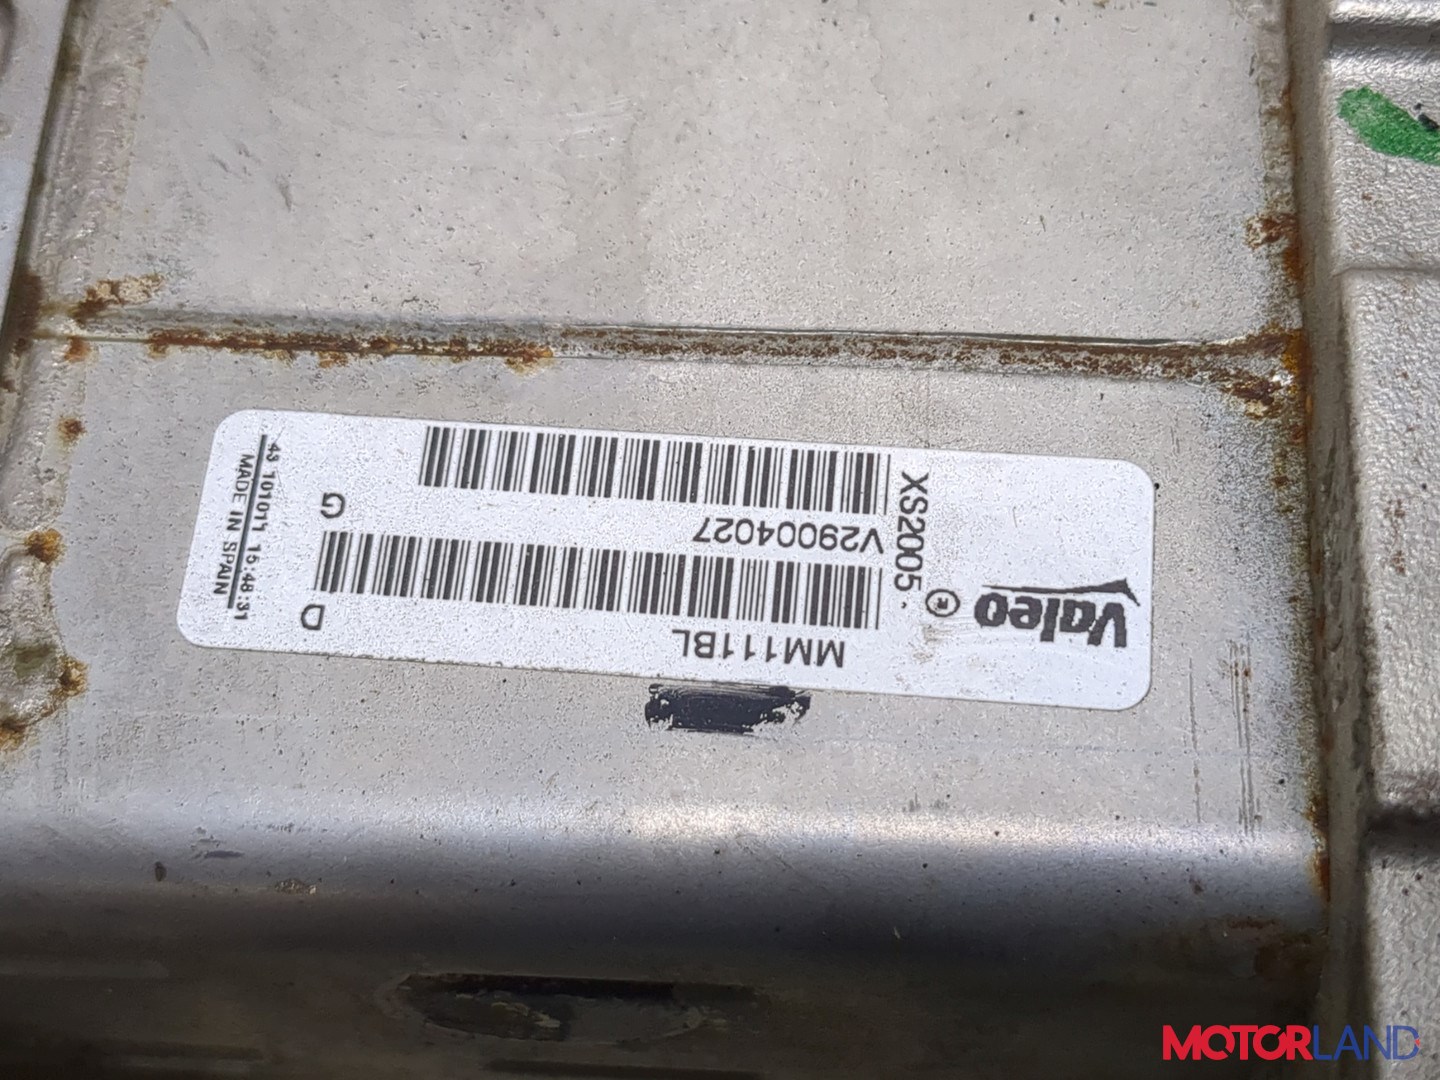 Valeo
®
XS2005.
MM111BL
D
V29004027
G
43 101011 15:48:31
MADE IN SPAIN
MOTORLAND